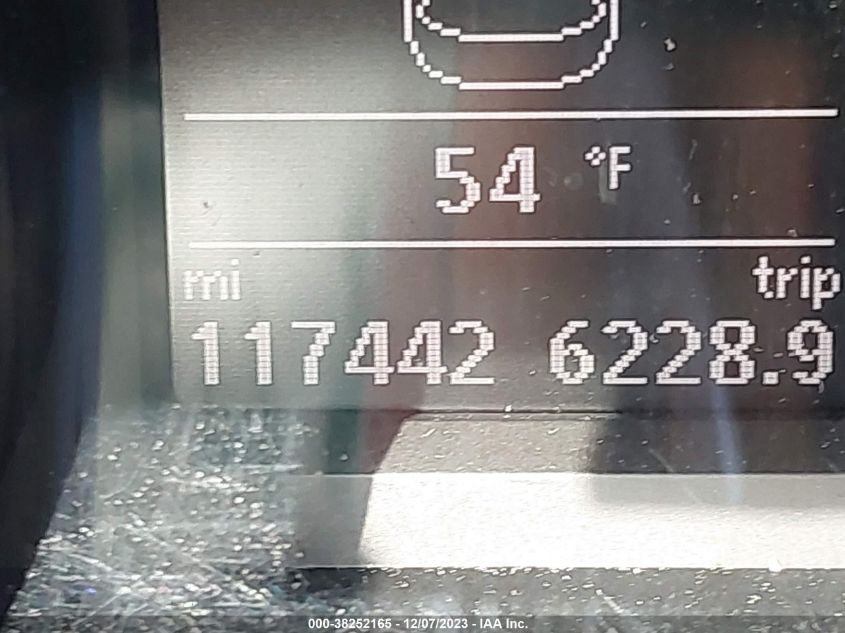 54 °F
mi trip
117442 6228.9
000-38252165 - 12/07/2023 - IAA Inc.